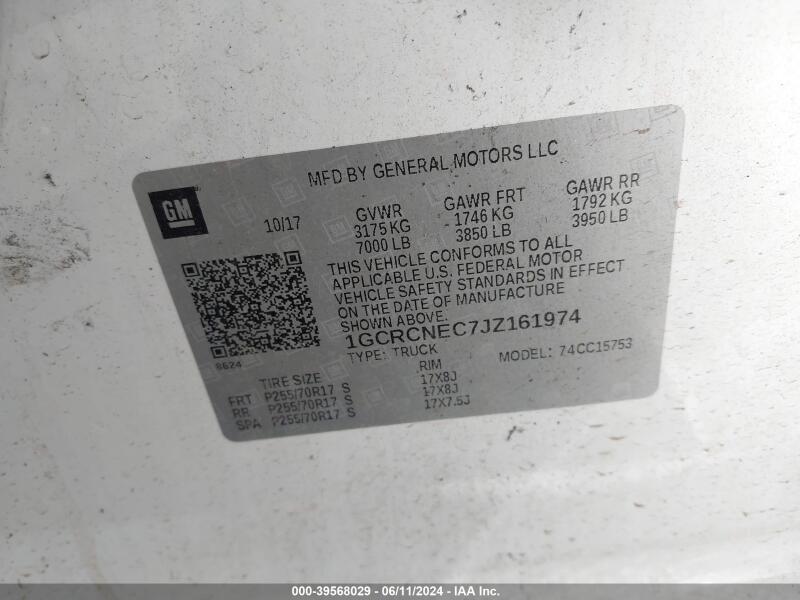 MFD BY GENERAL MOTORS LLC
GM
10/17
GVWR GAWR FRT GAWR RR
3175 KG 1746 KG 1792 KG
7000 LB 3850 LB 3950 LB
THIS VEHICLE CONFORMS TO ALL
APPLICABLE U.S. FEDERAL MOTOR
VEHICLE SAFETY STANDARDS IN EFFECT
ON THE DATE OF MANUFACTURE
1GCRCNEC7JZ161974
TYPE: TRUCK MODEL: 74CC15753
8624
TIRE SIZE RIM
FRT P255/70R17 S 17X8J
RR P255/70R17 S 17X8J
SPA P255/70R17 S 17X7.5J
000-39568029 - 06/11/2024 - IAA Inc.